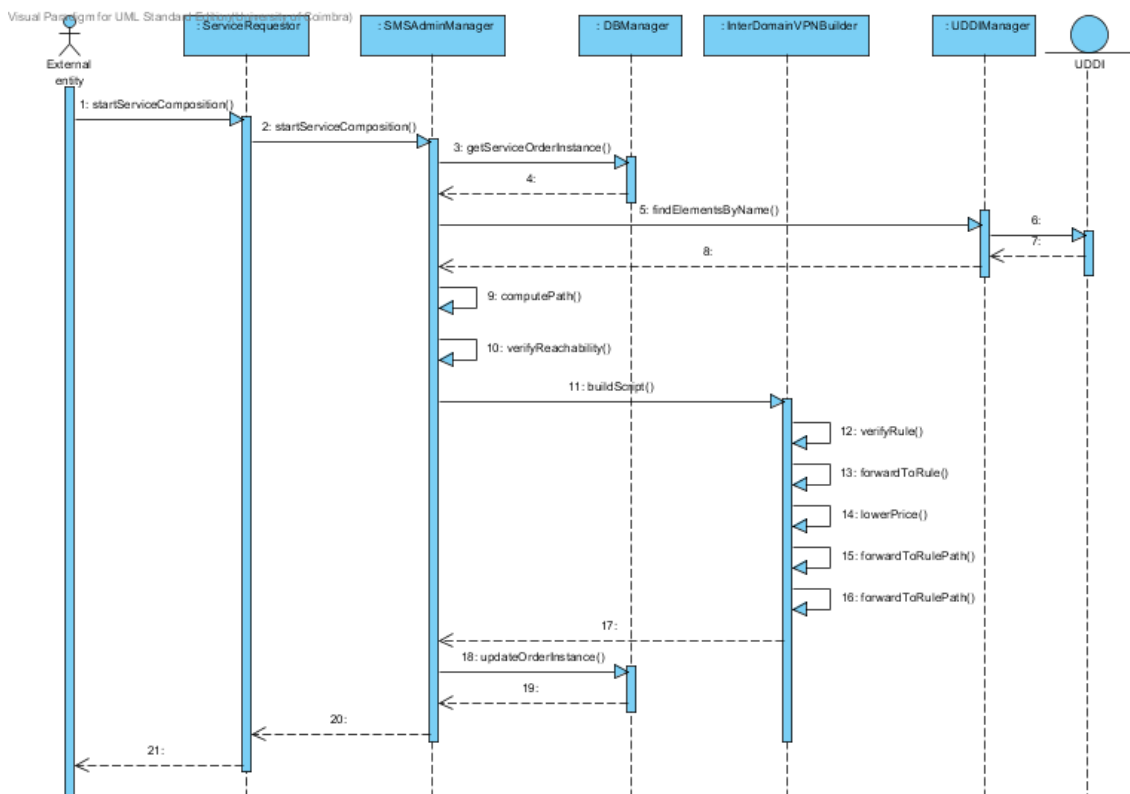 Visual Paradigm for UML Standard Edition(University of Coimbra)
: ServiceRequestor
: SMSAdminManager
: DBManager
: InterDomainVPNBuilder
: UDDIManager
External
entity
UDDI
1: startServiceComposition()
2: startServiceComposition()
3: getServiceOrderInstance()
4:
5: findElementsByName()
6:
7:
8:
9: computePath()
10: verifyReachability()
11: buildScript()
12: verifyRule()
13: forwardToRule()
14: lowerPrice()
15: forwardToRulePath()
16: forwardToRulePath()
17:
18: updateOrderInstance()
19:
20:
21: